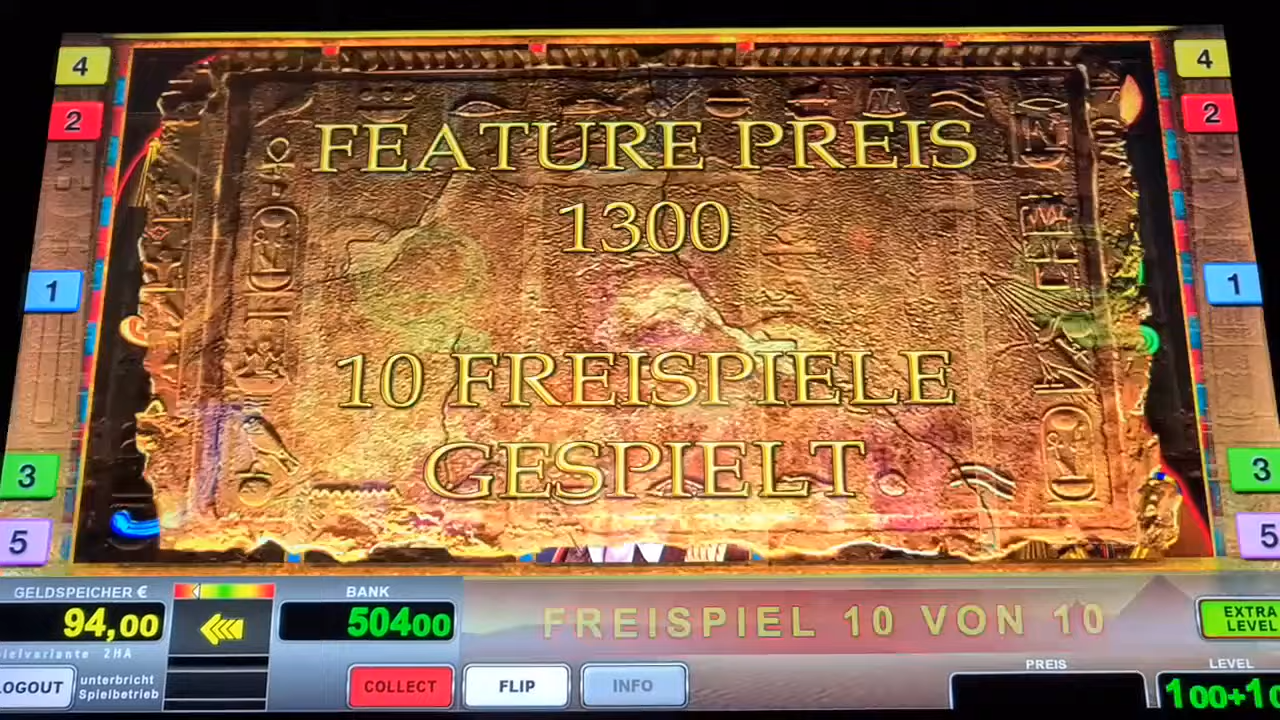 FEATURE PREIS
1300
10 FREISPIELE
GESPIELT
4
2
1
3
5
4
2
1
3
5
GELDSPEICHER €
94,00
BANK
50400
FREISPIEL 10 VON 10
EXTRA
LEVEL
2HA
LOGOUT
unterbricht
Spielbetrieb
COLLECT
FLIP
INFO
PREIS
LEVEL